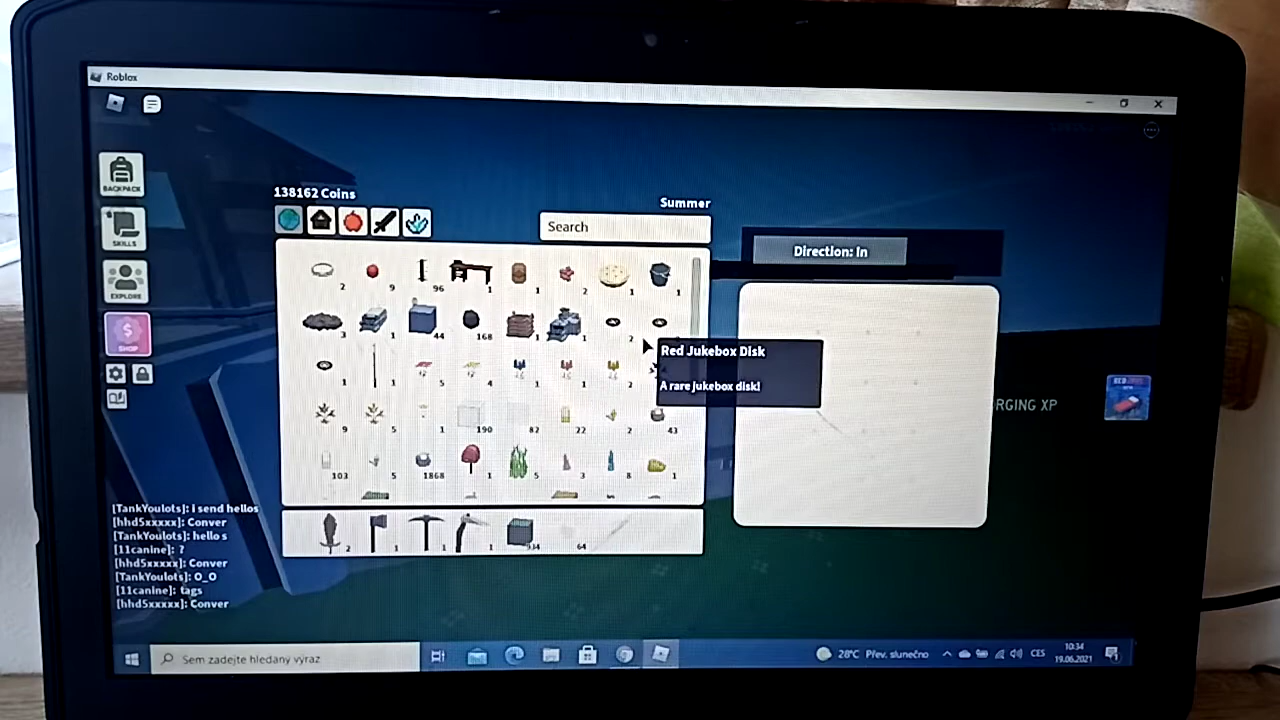 Roblox
138162 Coins
Summer
BACKPACK
SKILLS
EXPLORE
SHOP
Search
Direction: In
2 9 96 1 1 2 1 1
3 1 44 168 1 1 2
Red Jukebox Disk
A rare jukebox disk!
1 1 5 4 1 1 2
RGING XP
9 5 1 190 82 22 2 43
103 5 1868 1 5 3 8 1
2 1 1 1 934 64
[TankYoulots]: i send hellos
[hhd5xxxxx]: Conver
[TankYoulots]: hello s
[11canine]: ?
[hhd5xxxxx]: Conver
[TankYoulots]: O_O
[11canine]: tags
[hhd5xxxxx]: Conver
Sem zadejte hledaný výraz
28°C Přev. slunečno
CES
10:34
19.06.2021